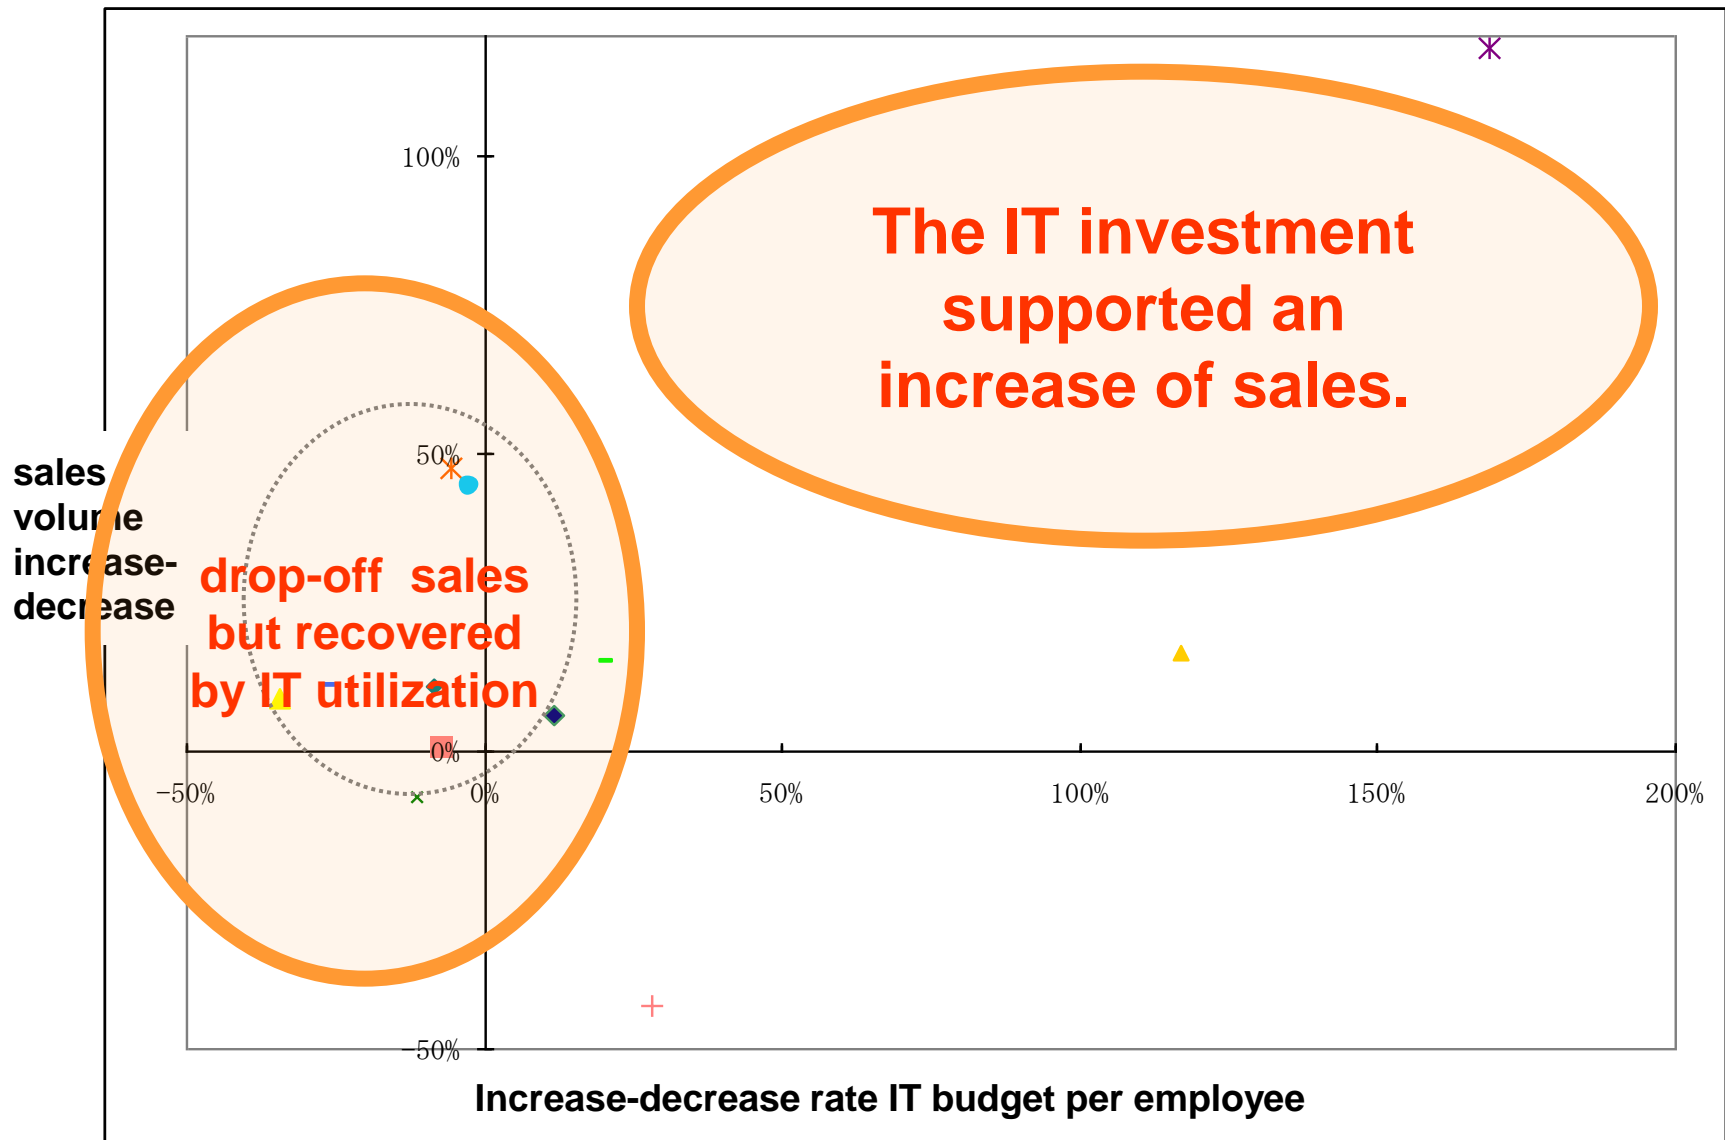 100%
The IT investment
supported an
increase of sales.
50%
sales
volume
increase-
decrease
drop-off sales
but recovered
by IT utilization
0%
-50%
0%
50%
100%
150%
200%
-50%
Increase-decrease rate IT budget per employee